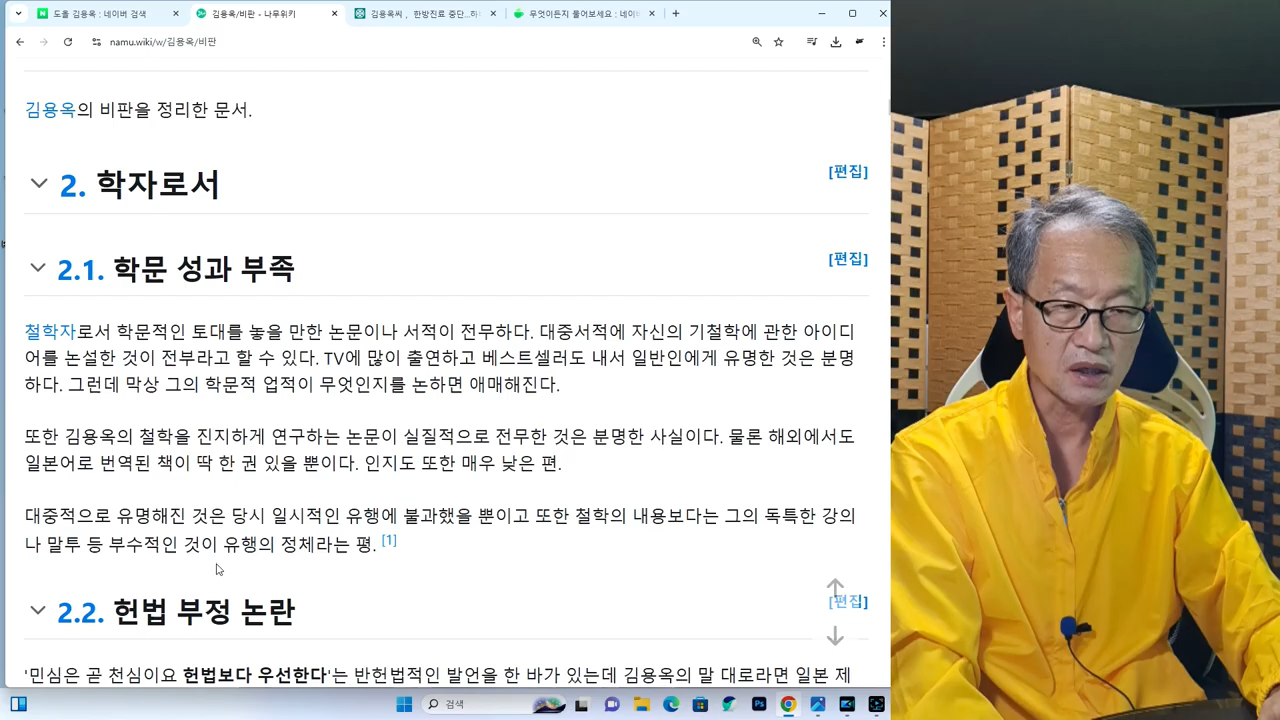 도올 김용옥 : 네이버 검색
김용옥/비판 - 나무위키
김용옥씨 , 한방진료 중단...하
무엇이든지 물어보세요 : 네이버
namu.wiki/w/김용옥/비판
김용옥의 비판을 정리한 문서.
2. 학자로서
[편집]
2.1. 학문 성과 부족
[편집]
철학자로서 학문적인 토대를 놓을 만한 논문이나 서적이 전무하다. 대중서적에 자신의 기철학에 관한 아이디
어를 논설한 것이 전부라고 할 수 있다. TV에 많이 출연하고 베스트셀러도 내서 일반인에게 유명한 것은 분명
하다. 그런데 막상 그의 학문적 업적이 무엇인지를 논하면 애매해진다.
또한 김용옥의 철학을 진지하게 연구하는 논문이 실질적으로 전무한 것은 분명한 사실이다. 물론 해외에서도
일본어로 번역된 책이 딱 한 권 있을 뿐이다. 인지도 또한 매우 낮은 편.
대중적으로 유명해진 것은 당시 일시적인 유행에 불과했을 뿐이고 또한 철학의 내용보다는 그의 독특한 강의
나 말투 등 부수적인 것이 유행의 정체라는 평. [1]
2.2. 헌법 부정 논란
[편집]
'민심은 곧 천심이요 헌법보다 우선한다'는 반헌법적인 발언을 한 바가 있는데 김용옥의 말 대로라면 일본 제
검색
Ps